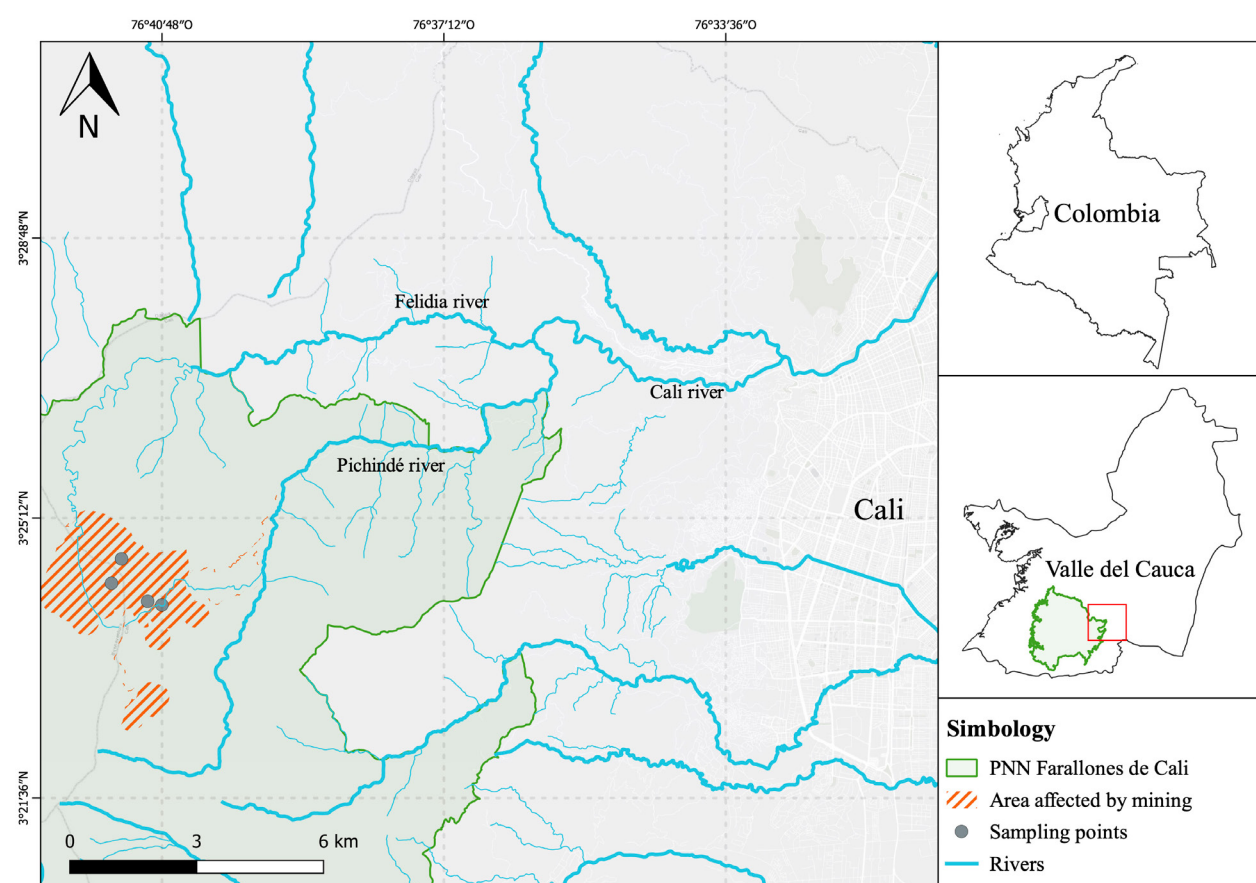 76°40'48"O
76°37'12"O
76°33'36"O
N
3°28'48"N
3°25'12"N
3°21'36"N
Felidia river
Cali river
Pichindé river
Cali
0
3
6 km
Colombia
Valle del Cauca
Simbology
PNN Farallones de Cali
Area affected by mining
Sampling points
Rivers